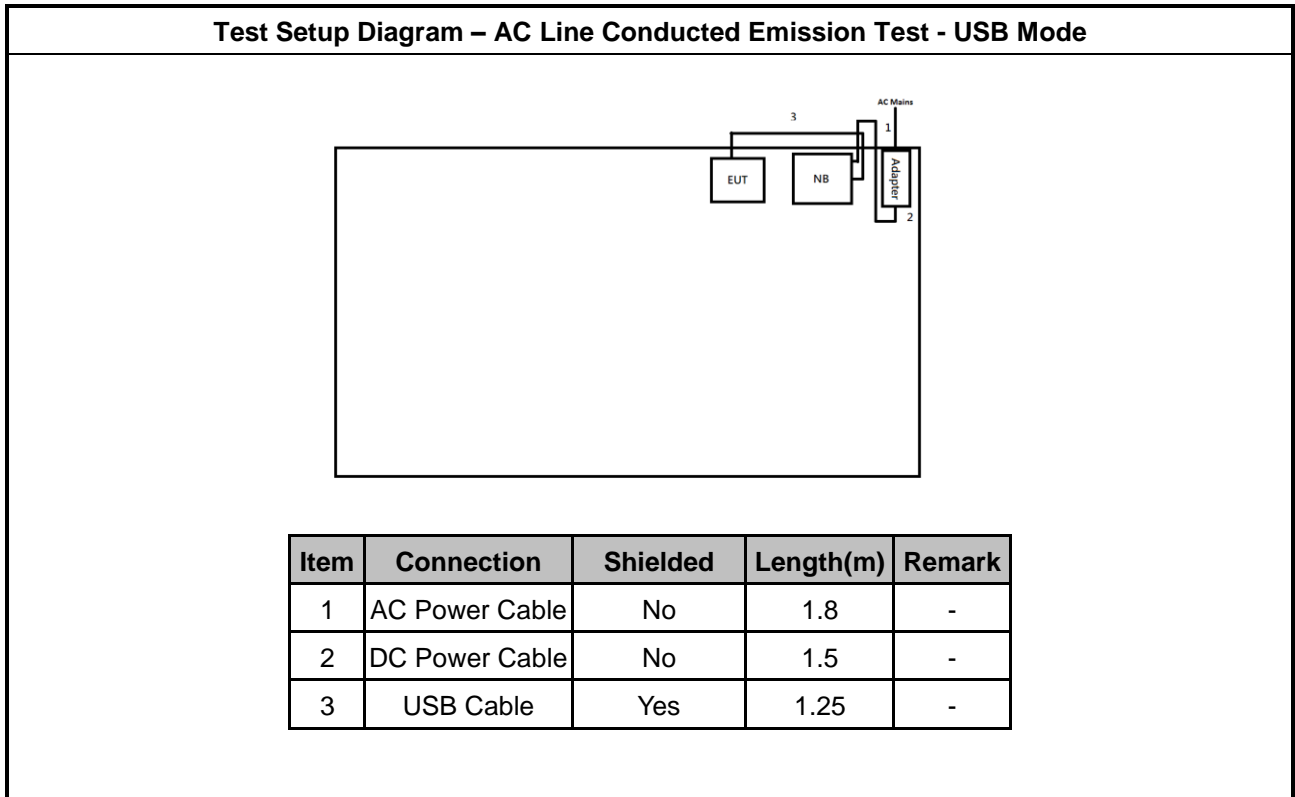 Test Setup Diagram – AC Line Conducted Emission Test - USB Mode
AC Mains
3
1
EUT
NB
Adapter
2
Item Connection Shielded Length(m) Remark
1 AC Power Cable No 1.8 -
2 DC Power Cable No 1.5 -
3 USB Cable Yes 1.25 -